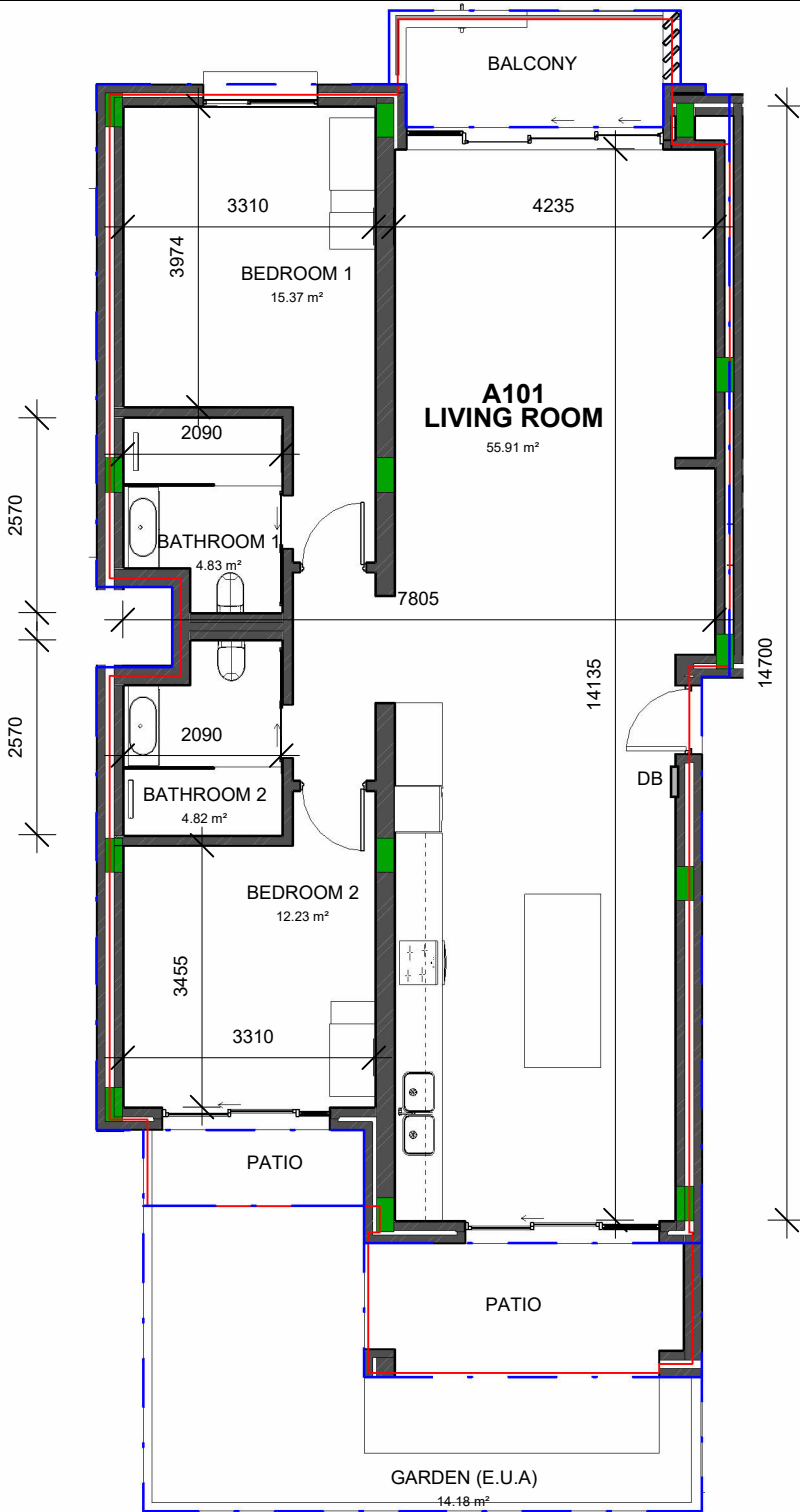 BALCONY
3310
4235
3974
BEDROOM 1
15.37 m²
A101
LIVING ROOM
55.91 m²
2090
2570
BATHROOM 1
4.83 m²
7805
14135
14700
2570
2090
DB
BATHROOM 2
4.82 m²
BEDROOM 2
12.23 m²
3455
3310
PATIO
PATIO
GARDEN (E.U.A)
14.18 m²